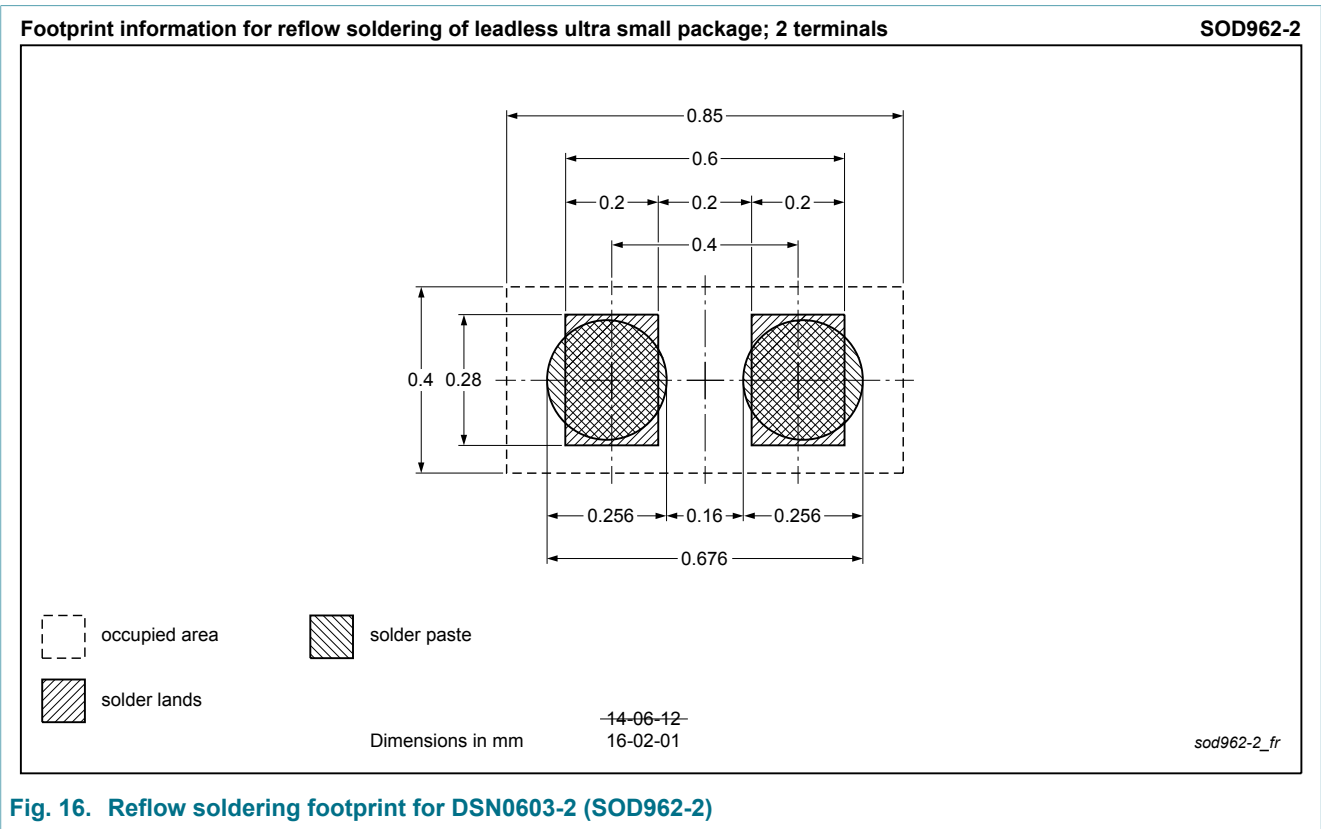 Footprint information for reflow soldering of leadless ultra small package; 2 terminals SOD962-2
0.85
0.6
0.2 0.2 0.2
0.4
0.4 0.28
0.256 0.16 0.256
0.676
occupied area solder paste
solder lands
14-06-12
Dimensions in mm 16-02-01 sod962-2_fr
Fig. 16. Reflow soldering footprint for DSN0603-2 (SOD962-2)